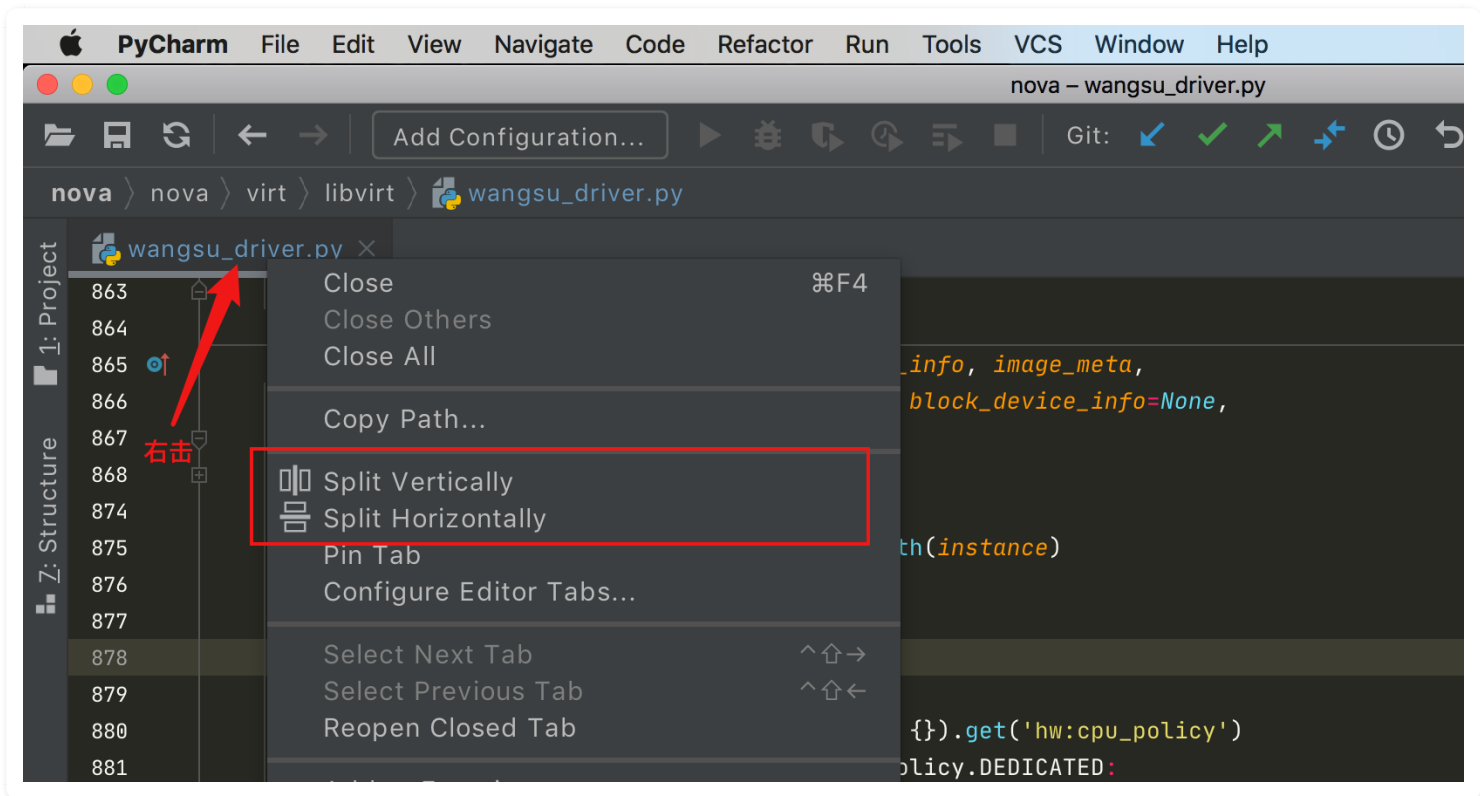 PyCharm File Edit View Navigate Code Refactor Run Tools VCS Window Help
nova – wangsu_driver.py
Add Configuration... Git:
nova nova virt libvirt wangsu_driver.py
wangsu_driver.py
1: Project
7: Structure
右击
Close ⌘F4
Close Others
Close All
Copy Path...
Split Vertically
Split Horizontally
Pin Tab
Configure Editor Tabs...
Select Next Tab ^⇧→
Select Previous Tab ^⇧←
Reopen Closed Tab
863
864
865 _info, image_meta,
866 block_device_info=None,
867
868
874
875 th(instance)
876
877
878
879
880 {}).get('hw:cpu_policy')
881 olicy.DEDICATED: